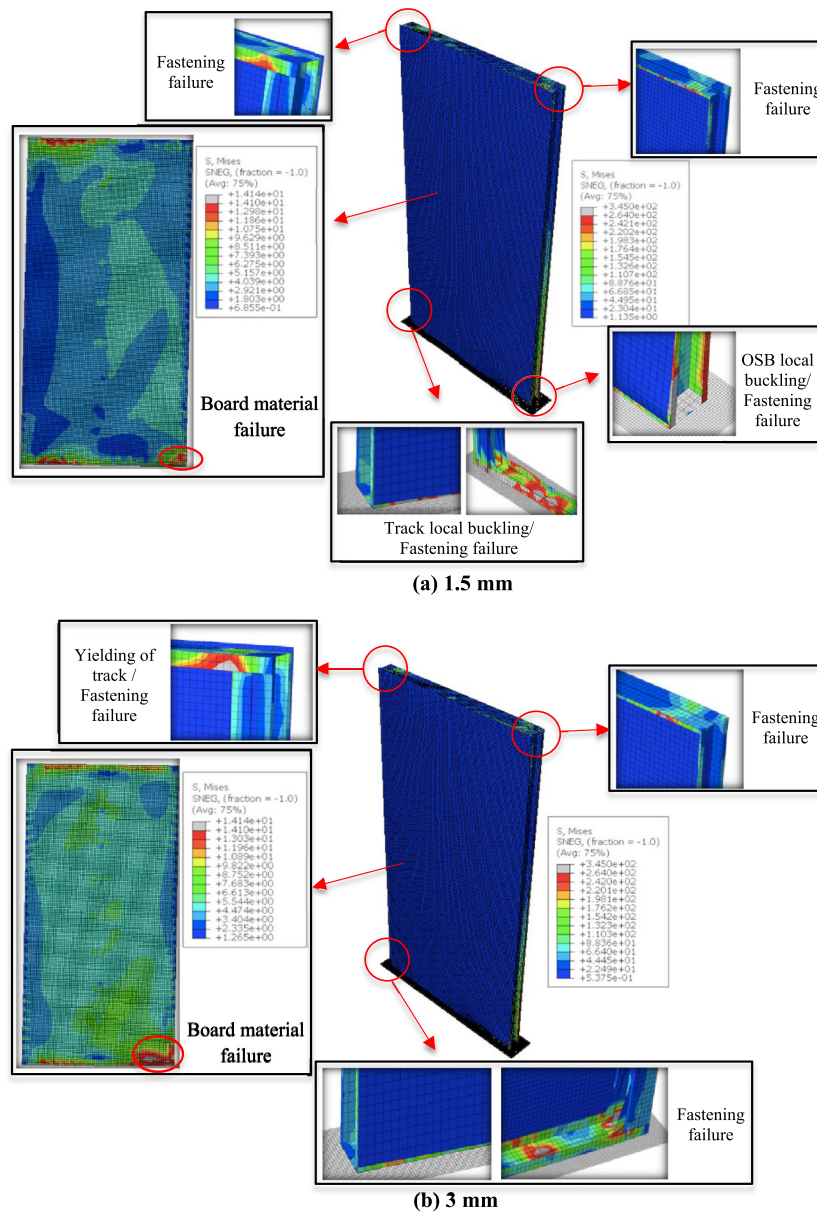 Fastening
failure
Fastening
failure
S, Mises
SNEG, (fraction = -1.0)
(Avg: 75%)
+1.414e+01
+1.410e+01
+1.298e+01
+1.186e+01
+1.075e+01
+9.629e+00
+8.511e+00
+7.393e+00
+6.275e+00
+5.157e+00
+4.039e+00
+2.921e+00
+1.803e+00
+6.855e-01
Board material
failure
S, Mises
SNEG, (fraction = -1.0)
(Avg: 75%)
+3.450e+02
+2.640e+02
+2.421e+02
+2.202e+02
+1.983e+02
+1.764e+02
+1.545e+02
+1.326e+02
+1.107e+02
+8.876e+01
+6.685e+01
+4.495e+01
+2.304e+01
+1.135e+00
OSB local
buckling/
Fastening
failure
Track local buckling/
Fastening failure
(a) 1.5 mm
Yielding of
track /
Fastening
failure
Fastening
failure
S, Mises
SNEG, (fraction = -1.0)
(Avg: 75%)
+1.414e+01
+1.410e+01
+1.303e+01
+1.196e+01
+1.089e+01
+9.822e+00
+8.752e+00
+7.683e+00
+6.613e+00
+5.544e+00
+4.474e+00
+3.404e+00
+2.335e+00
+1.265e+00
Board material
failure
S, Mises
SNEG, (fraction = -1.0)
(Avg: 75%)
+3.450e+02
+2.640e+02
+2.420e+02
+2.201e+02
+1.981e+02
+1.762e+02
+1.542e+02
+1.323e+02
+1.103e+02
+8.836e+01
+6.640e+01
+4.445e+01
+2.249e+01
+5.375e-01
Fastening
failure
(b) 3 mm